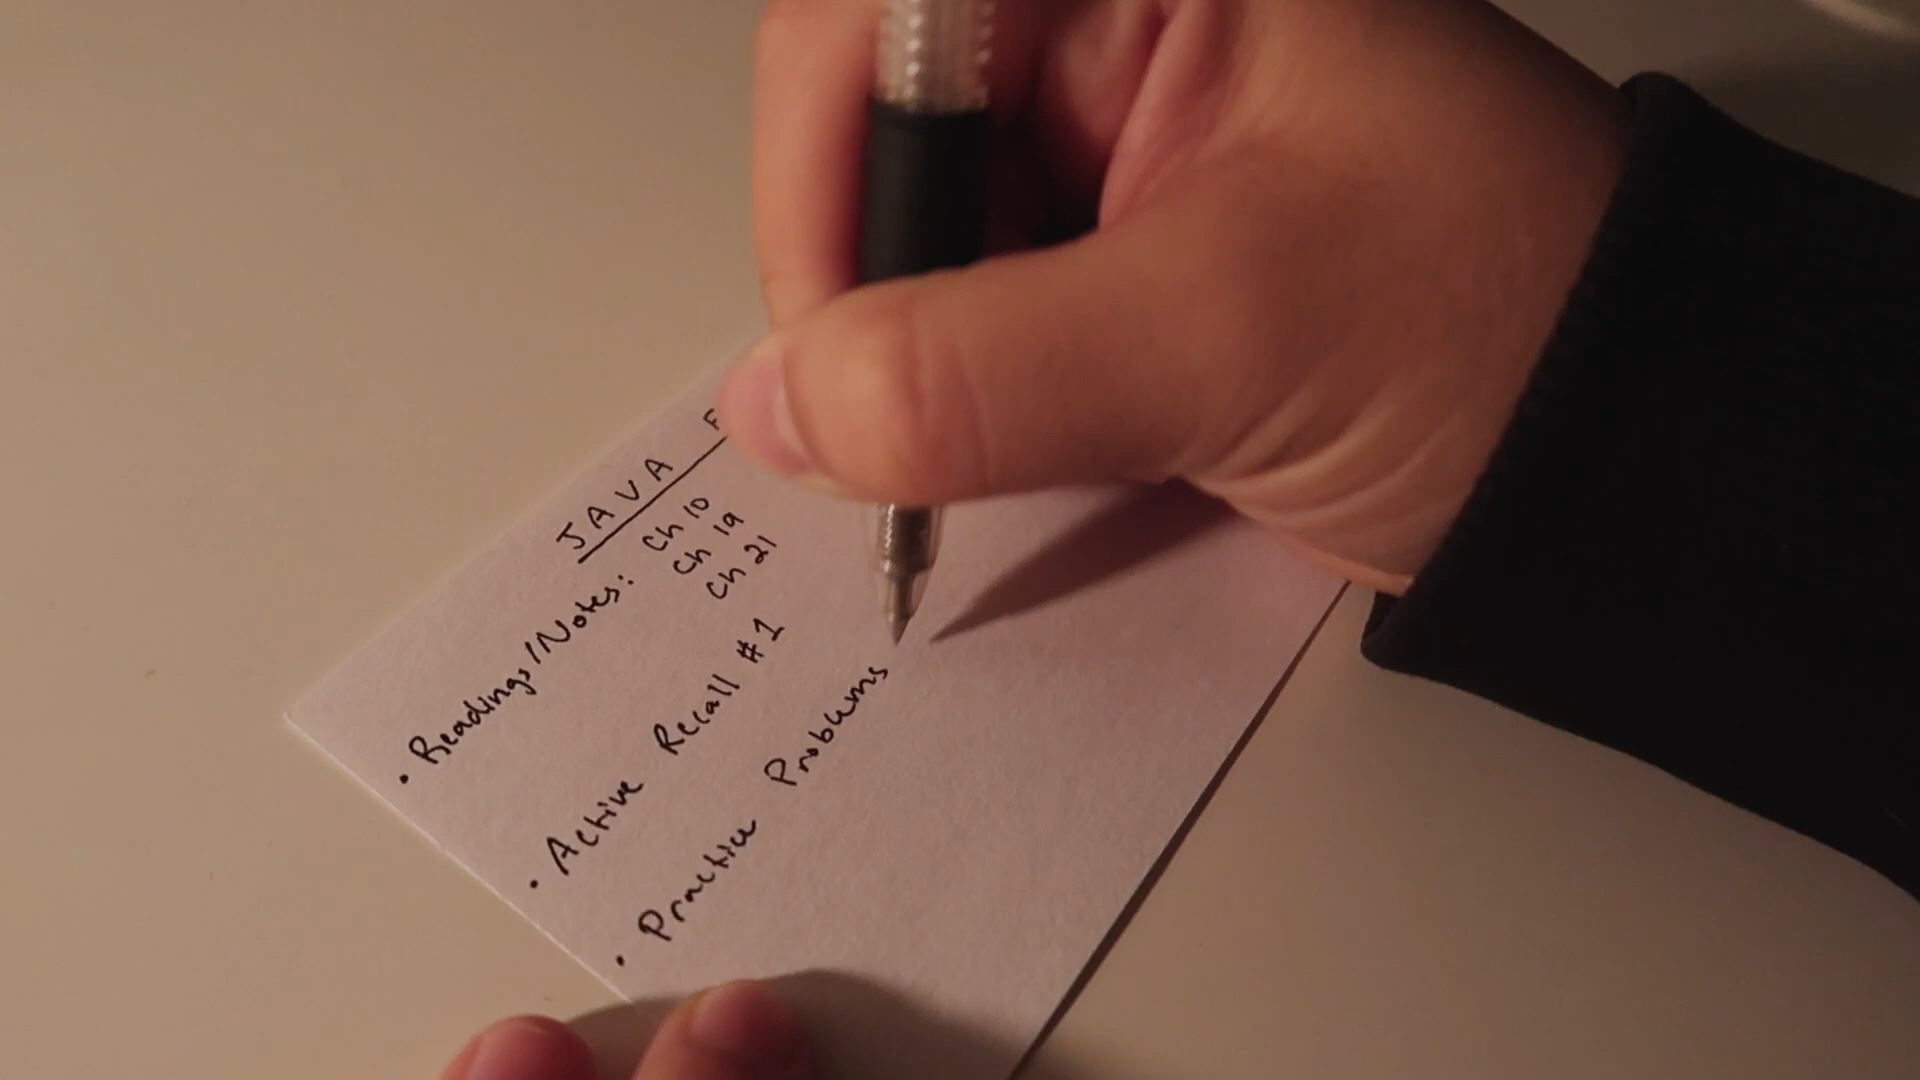 JAVA F
• Readings/Notes: Ch 10
Ch 19
Ch 21
• Active Recall #1
• Practice Problems